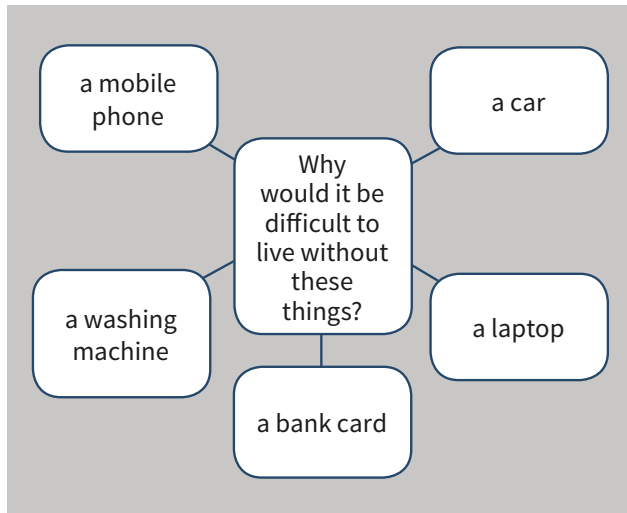 a mobile
phone
a car
Why
would it be
difficult to
live without
these
things?
a washing
machine
a laptop
a bank card